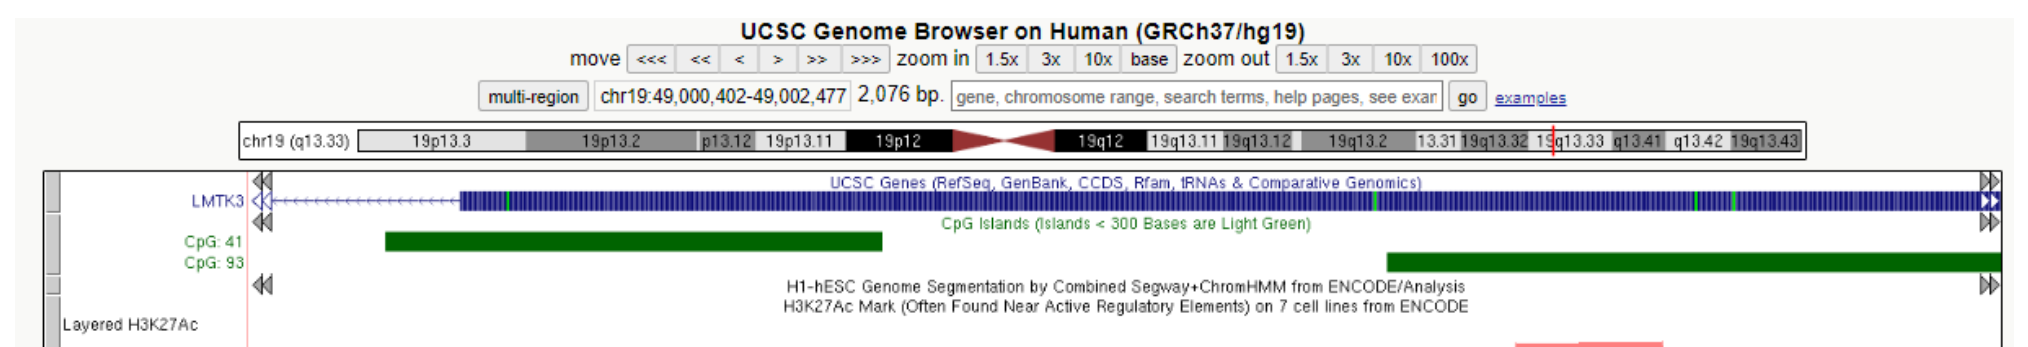 UCSC Genome Browser on Human (GRCh37/hg19)
move <<< << < > >> >>> zoom in 1.5x 3x 10x base zoom out 1.5x 3x 10x 100x
multi-region chr19:49,000,402-49,002,477 2,076 bp. gene, chromosome range, search terms, help pages, see exar go examples
chr19 (q13.33) 19p13.3 19p13.2 p13.12 19p13.11 19p12 19q12 19q13.11 19q13.12 19q13.2 13.31 19q13.32 19q13.33 q13.41 q13.42 19q13.43
UCSC Genes (RefSeq, GenBank, CCDS, Rfam, tRNAs & Comparative Genomics)
LMTK3
CpG Islands (Islands < 300 Bases are Light Green)
CpG: 41
CpG: 93
H1-hESC Genome Segmentation by Combined Segway+ChromHMM from ENCODE/Analysis
H3K27Ac Mark (Often Found Near Active Regulatory Elements) on 7 cell lines from ENCODE
Layered H3K27Ac